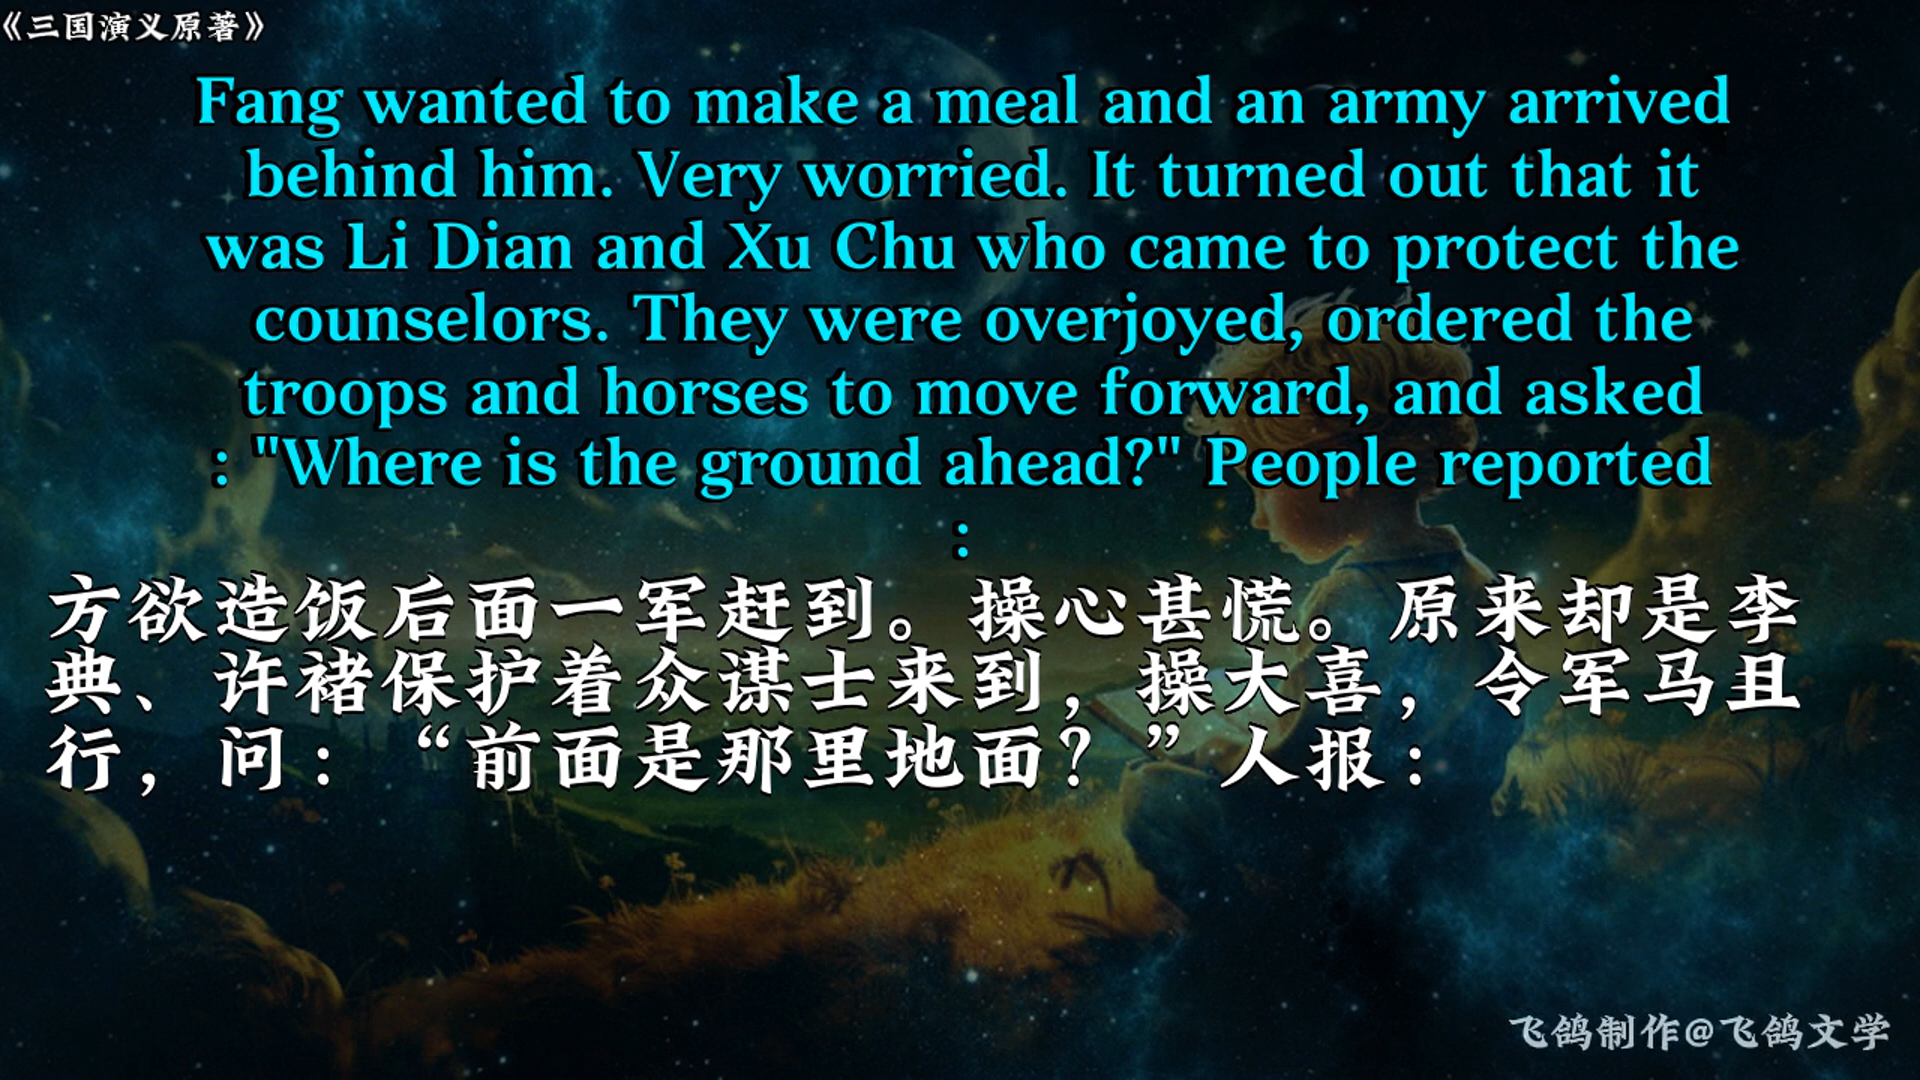 《三国演义原著》
Fang wanted to make a meal and an army arrived
behind him. Very worried. It turned out that it
was Li Dian and Xu Chu who came to protect the
counselors. They were overjoyed, ordered the
troops and horses to move forward, and asked
: "Where is the ground ahead?" People reported
:
方欲造饭后面一军赶到。操心甚慌。原来却是李
典、许褚保护着众谋士来到，操大喜，令军马且
行，问：“前面是那里地面？”人报：
飞鸽制作@飞鸽文学